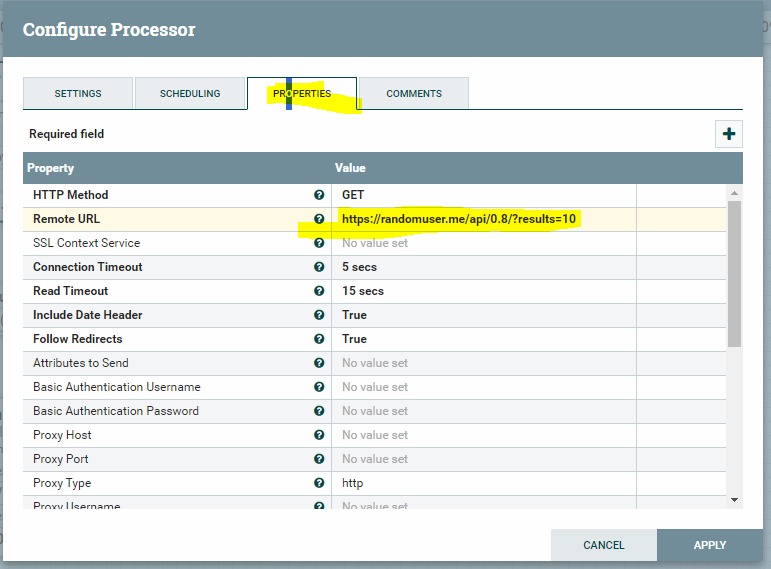 Configure Processor
SETTINGS SCHEDULING PROPERTIES COMMENTS
Required field
Property Value
HTTP Method GET
Remote URL https://randomuser.me/api/0.8/?results=10
SSL Context Service No value set
Connection Timeout 5 secs
Read Timeout 15 secs
Include Date Header True
Follow Redirects True
Attributes to Send No value set
Basic Authentication Username No value set
Basic Authentication Password No value set
Proxy Host No value set
Proxy Port No value set
Proxy Type http
Proxy Username No value set
CANCEL APPLY